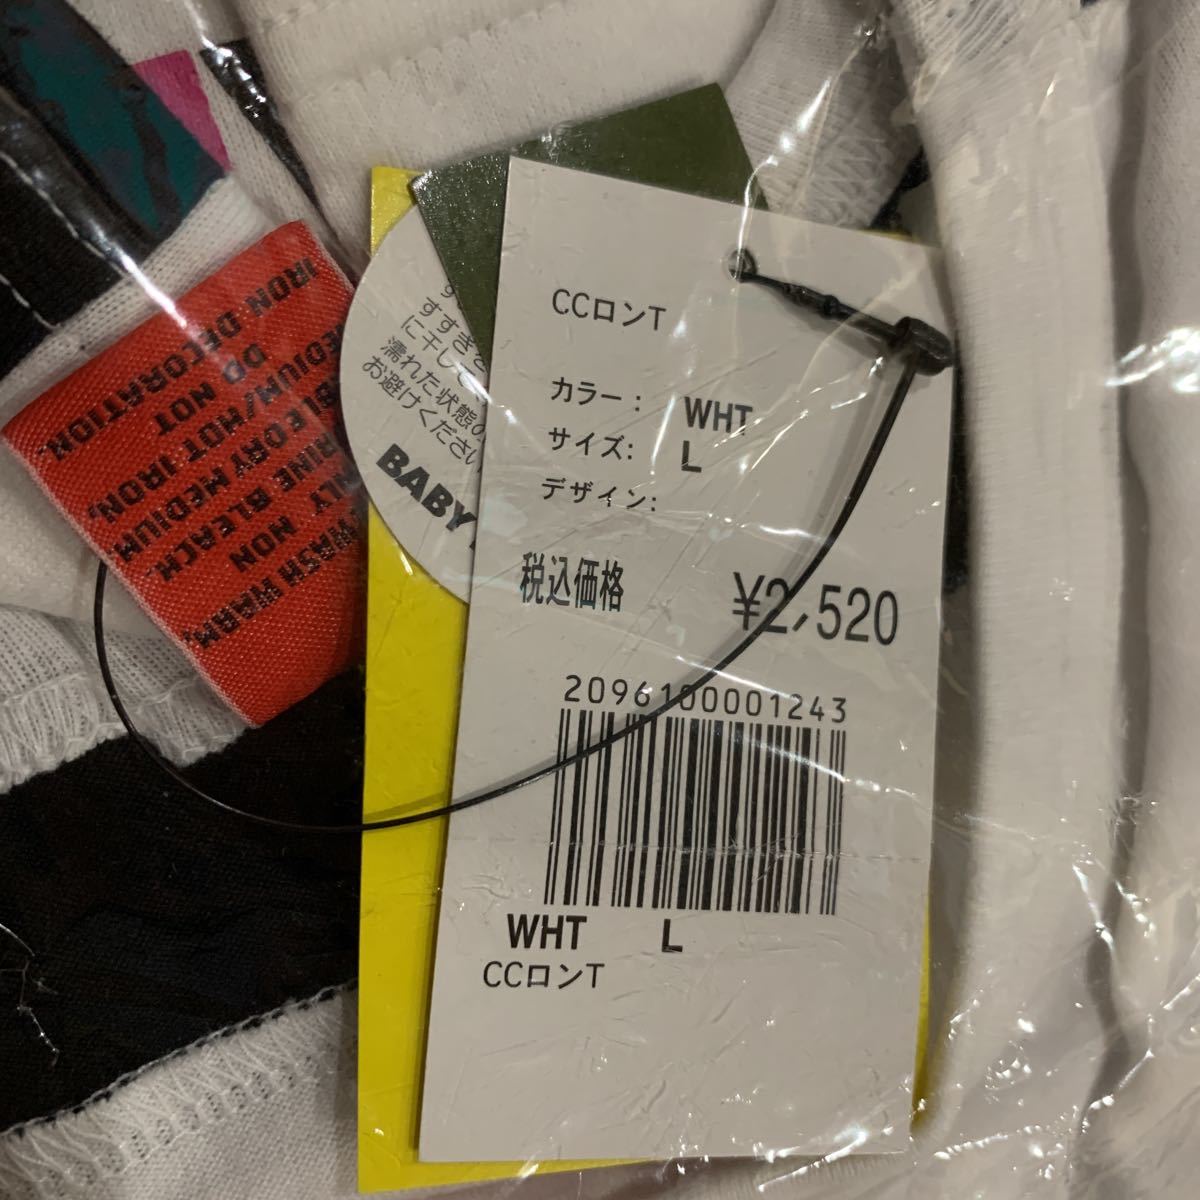 CCロンT
カラー: WHT
サイズ: L
デザイン:
税込価格 ¥2,520
2096100001243
WHT L
CCロンT
すすぎ
に干して
濡れた状態の
お避けください
BABY
WASH WARM,
NON
BLEACH.
MEDIUM
HOT IRON,
DO NOT
IRON DECORATION.